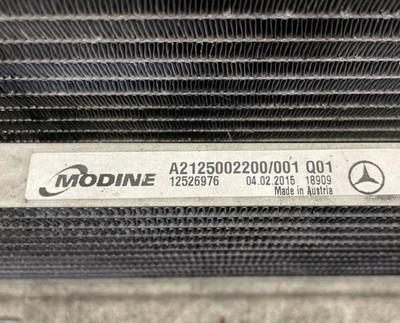 MODINE A2125002200/001 Q01
12526976 04.02.2015 18909
Made in Austria